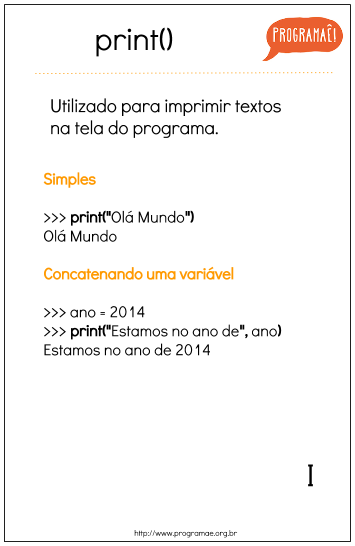 print()
PROGRAMAÊ!
Utilizado para imprimir textos
na tela do programa.
Simples
>>> print("Olá Mundo")
Olá Mundo
Concatenando uma variável
>>> ano = 2014
>>> print("Estamos no ano de", ano)
Estamos no ano de 2014
I
http://www.programae.org.br